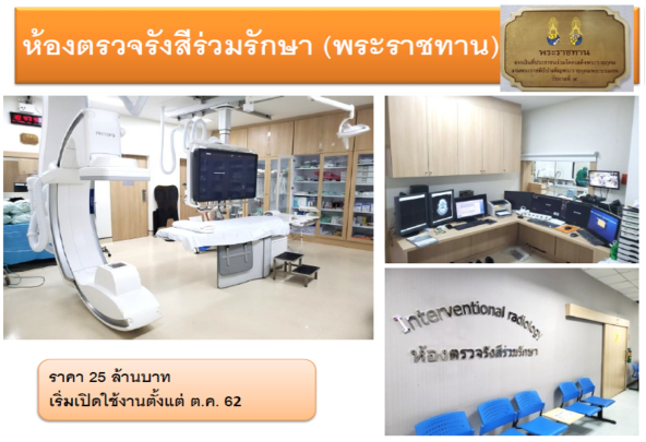 ห้องตรวจรังสีร่วมรักษา (พระราชทาน)
พระราชทาน
PHILIPS
Interventional radiology
ห้องตรวจรังสีร่วมรักษา
ราคา 25 ล้านบาท
เริ่มเปิดใช้งานตั้งแต่ ต.ค. 62